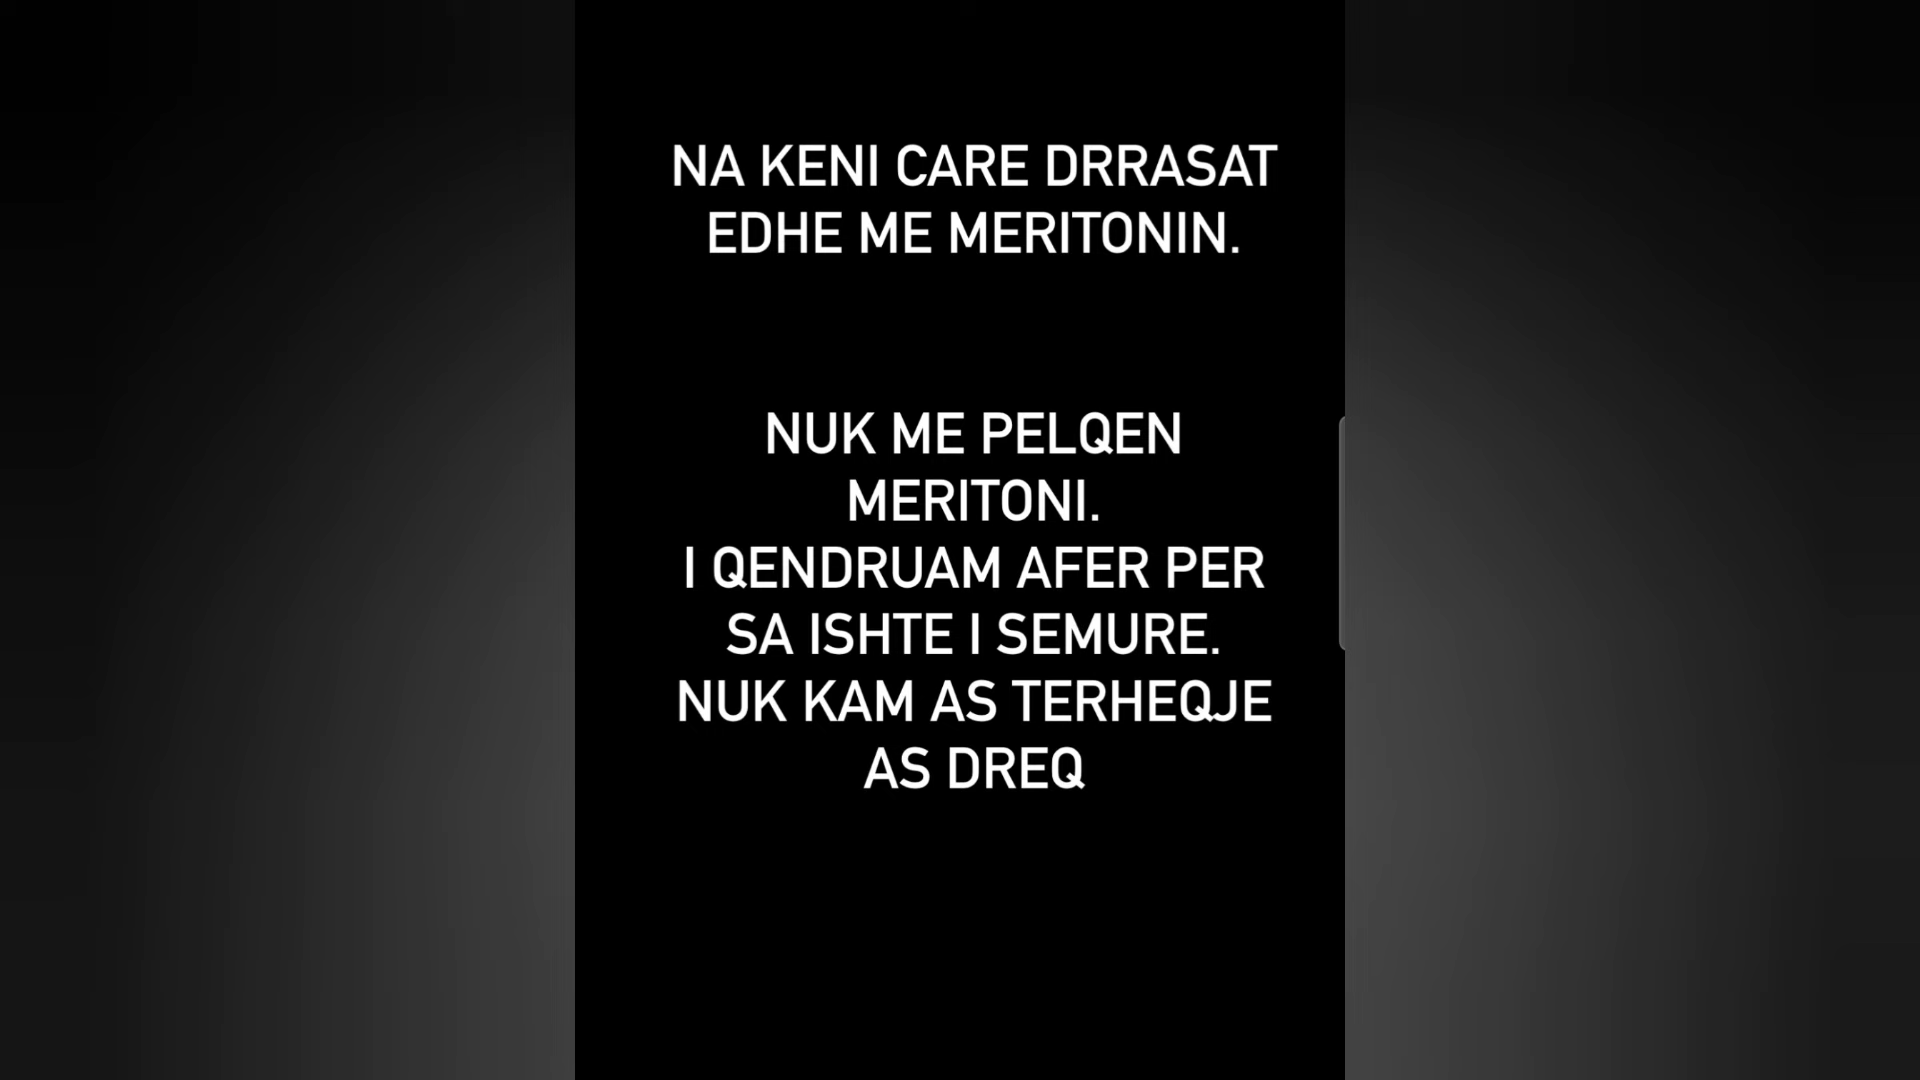 NA KENI CARE DRRASAT
EDHE ME MERITONIN.
NUK ME PELQEN
MERITONI.
I QENDRUAM AFER PER
SA ISHTE I SEMURE.
NUK KAM AS TERHEQJE
AS DREQ